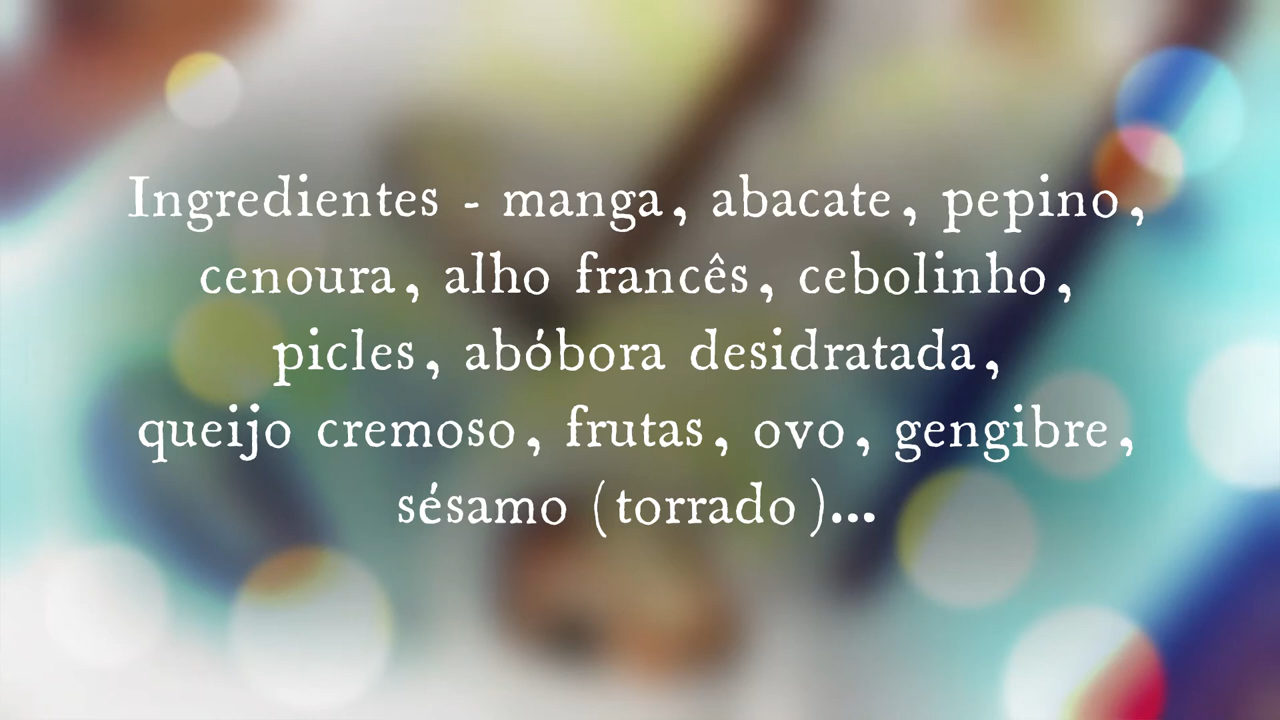 Ingredientes - manga, abacate, pepino,
cenoura, alho francês, cebolinho,
picles, abóbora desidratada,
queijo cremoso, frutas, ovo, gengibre,
sésamo (torrado)...